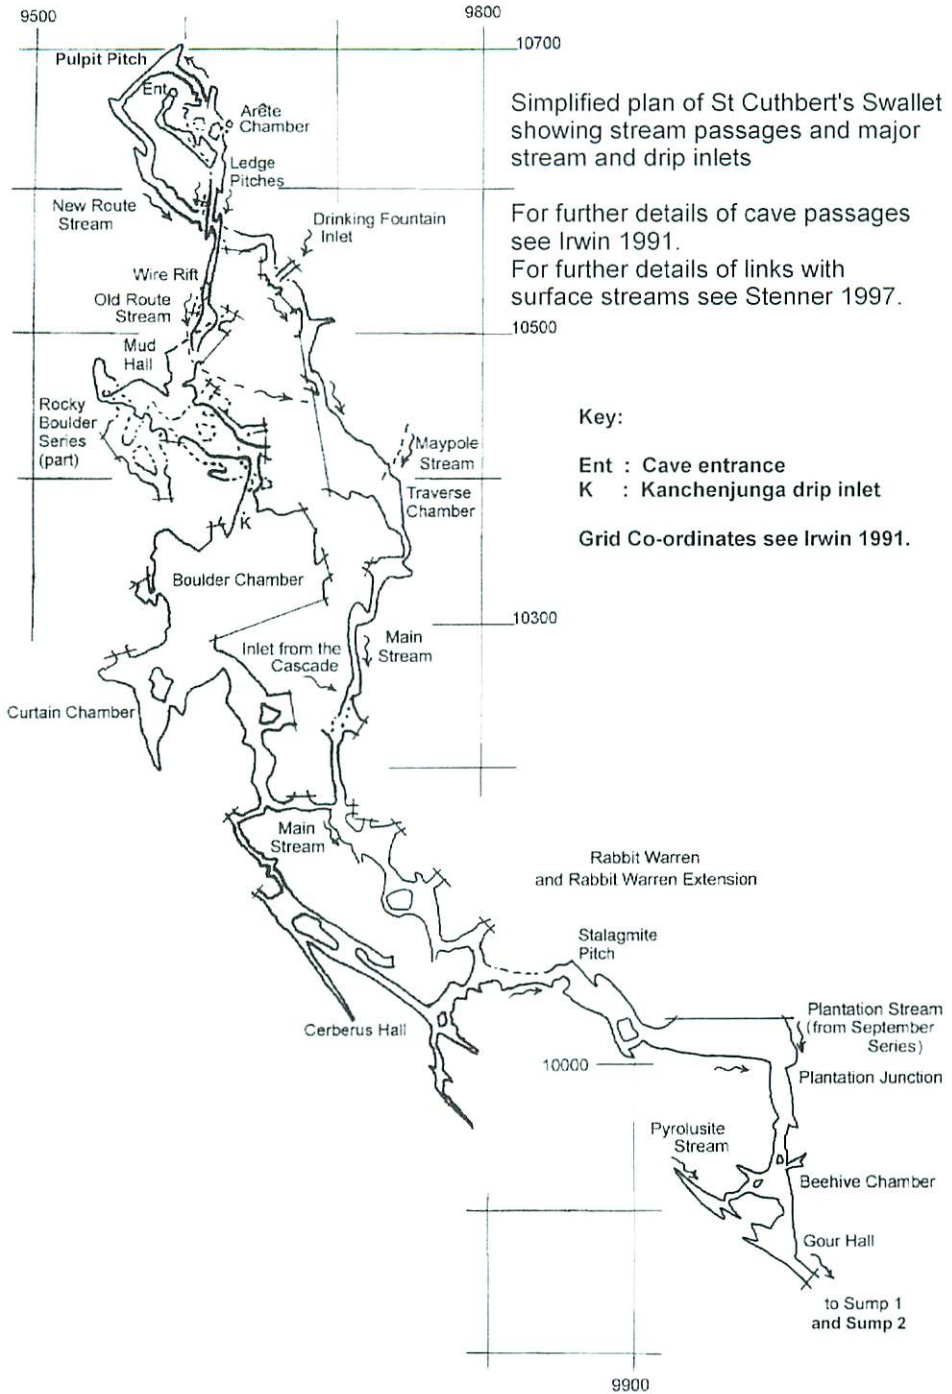 9500
9800
10700
Pulpit Pitch
Ent
Arête
Chamber
Ledge
Pitches
Simplified plan of St Cuthbert's Swallet
showing stream passages and major
stream and drip inlets
For further details of cave passages
see Irwin 1991.
For further details of links with
surface streams see Stenner 1997.
New Route
Stream
Drinking Fountain
Inlet
Wire Rift
Old Route
Stream
10500
Mud
Hall
Rocky
Boulder
Series
(part)
Maypole
Stream
Traverse
Chamber
Key:
Ent : Cave entrance
K : Kanchenjunga drip inlet
Grid Co-ordinates see Irwin 1991.
K
Boulder Chamber
10300
Inlet from the
Cascade
Main
Stream
Curtain Chamber
Main
Stream
Rabbit Warren
and Rabbit Warren Extension
Stalagmite
Pitch
Cerberus Hall
Plantation Stream
(from September
Series)
10000
Plantation Junction
Pyrolusite
Stream
Beehive Chamber
Gour Hall
to Sump 1
and Sump 2
9900